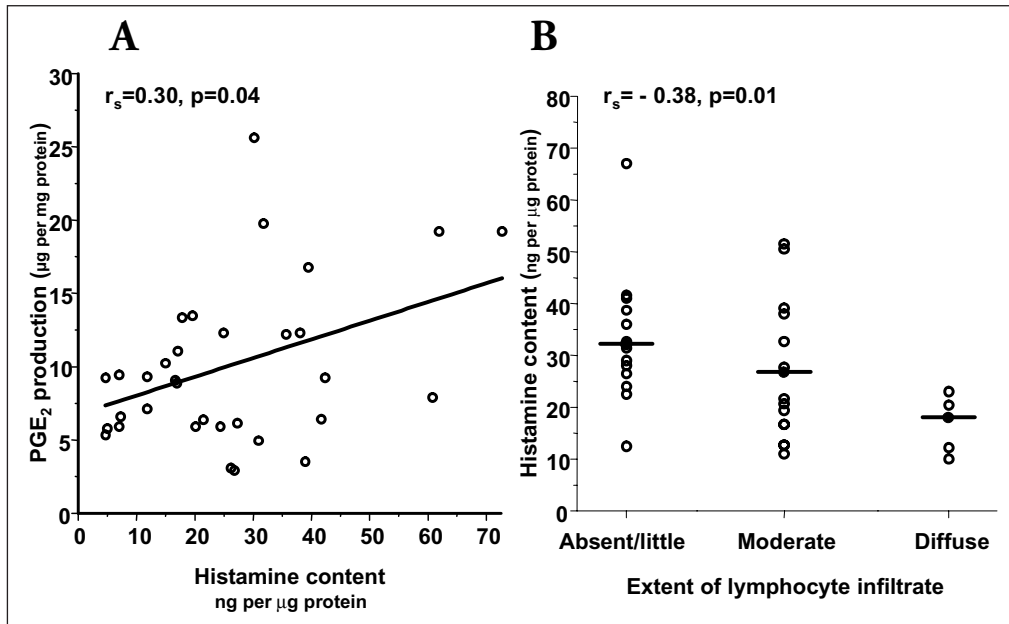 A
r_s=0.30, p=0.04
PGE₂ production (μg per mg protein)
30
25
20
15
10
5
0
0 10 20 30 40 50 60 70
Histamine content
ng per μg protein
B
r_s= - 0.38, p=0.01
Histamine content (ng per μg protein)
80
70
60
50
40
30
20
10
0
Absent/little Moderate Diffuse
Extent of lymphocyte infiltrate